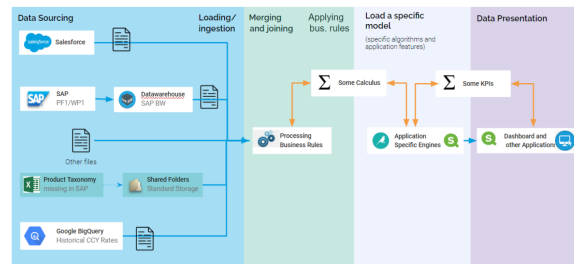 Data Sourcing
Loading/
ingestion
Merging
and joining
Applying
bus. rules
Load a specific
model
(specific algorithms and
application features)
Data Presentation
salesforce
Salesforce
SAP
SAP
PF1/WP1
Datawarehouse
SAP BW
Σ Some Calculus
Σ Some KPIs
Other files
Processing
Business Rules
Application
Specific Engines
S
S
Dashboard and
other Applications
X
Product Taxonomy
missing in SAP
Shared Folders
Standard Storage
Google BigQuery
Historical CCY Rates